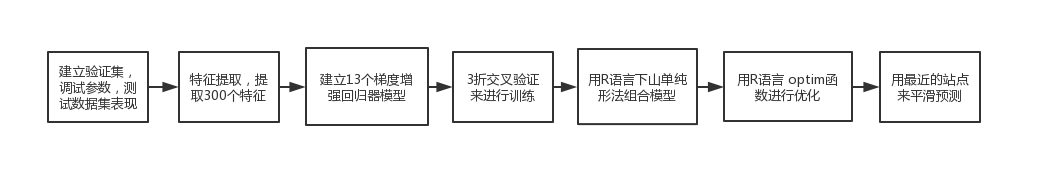 建立验证集，
调试参数，测
试数据集表现
特征提取，提
取300个特征
建立13个梯度增
强回归器模型
3折交叉验证
来进行训练
用R语言下山单纯
形法组合模型
用R语言 optim函
数进行优化
用最近的站点
来平滑预测